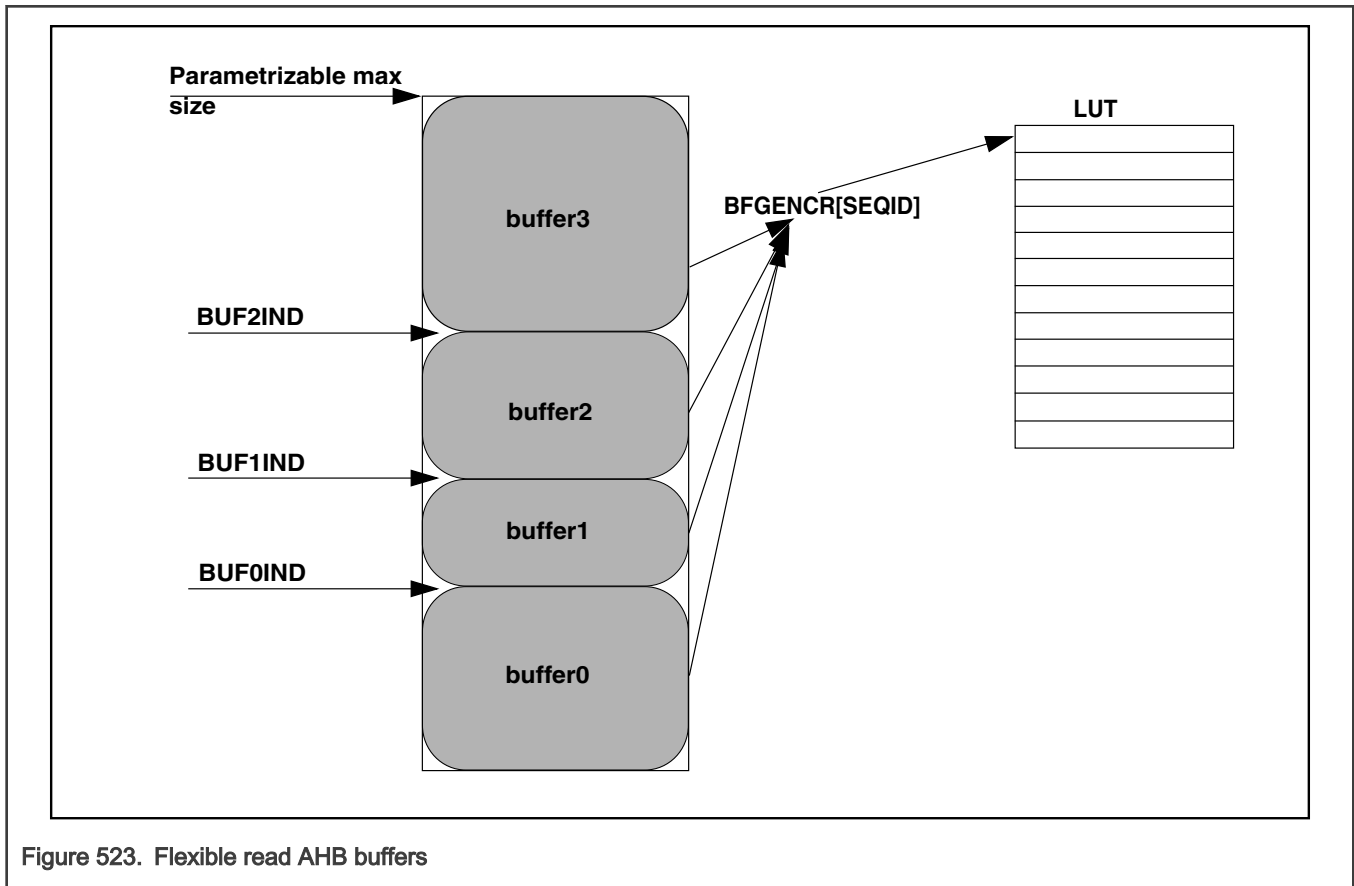 Parametrizable max
size
LUT
buffer3
BFGENCR[SEQID]
BUF2IND
buffer2
BUF1IND
buffer1
BUF0IND
buffer0
Figure 523. Flexible read AHB buffers